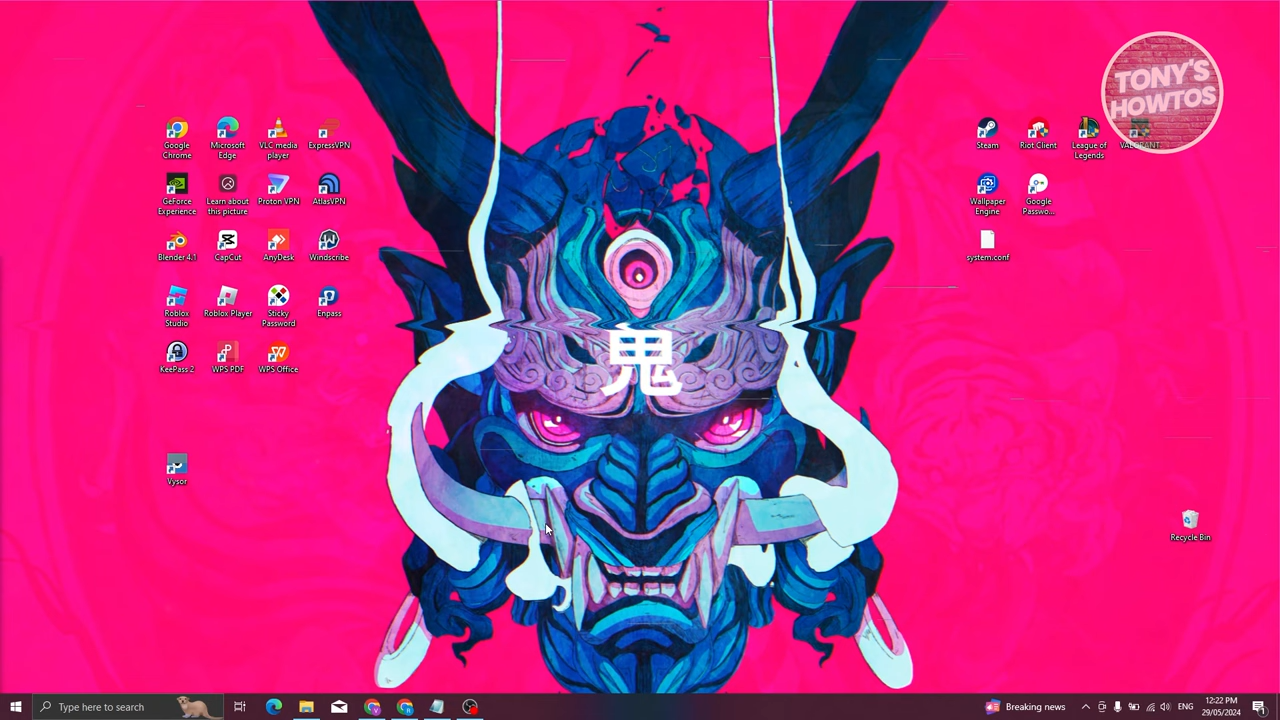 TONY'S
HOWTOS
Google
Chrome
Microsoft
Edge
VLC media
player
ExpressVPN
Steam
Riot Client
League of
Legends
GeForce
Experience
Learn about
this picture
Proton VPN
AtlasVPN
Wallpaper
Engine
Google
Passwo...
Blender 4.1
CapCut
AnyDesk
Windscribe
system.conf
Roblox
Studio
Roblox Player
Sticky
Password
Enpass
鬼
KeePass 2
WPS PDF
WPS Office
Vysor
Recycle Bin
Type here to search
Breaking news
ENG
12:22 PM
29/05/2024